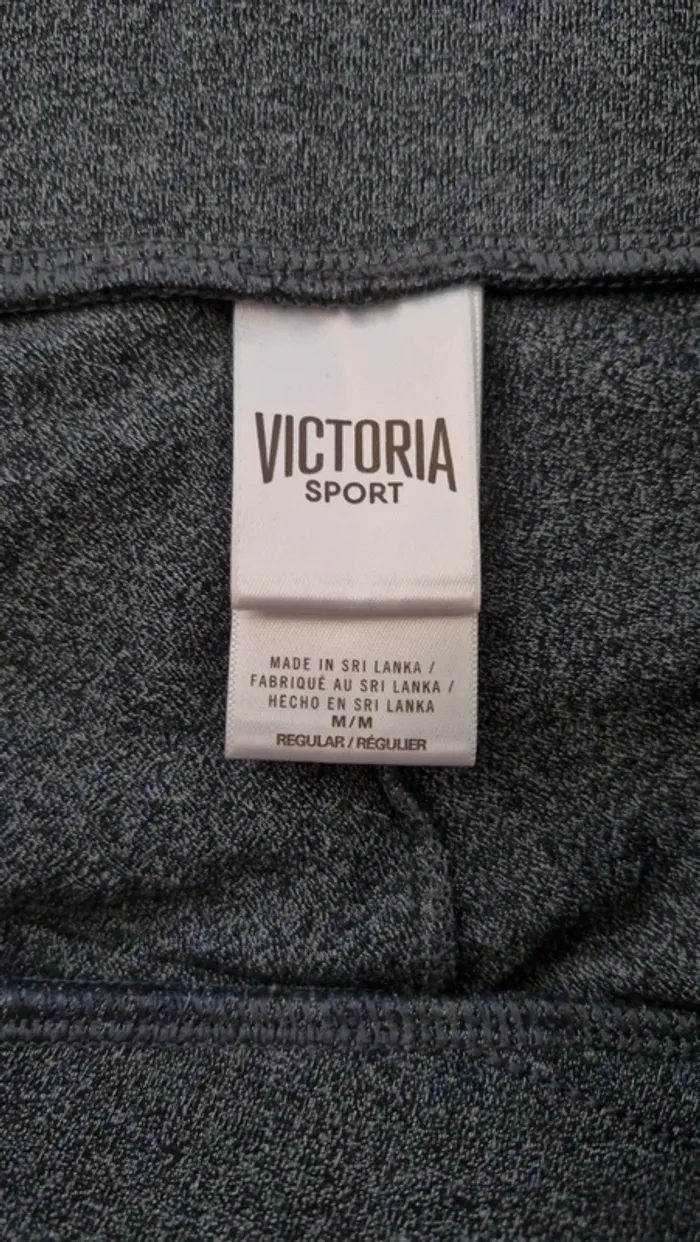 VICTORIA
SPORT
MADE IN SRI LANKA /
FABRIQUÉ AU SRI LANKA /
HECHO EN SRI LANKA
M/M
REGULAR / RÉGULIER